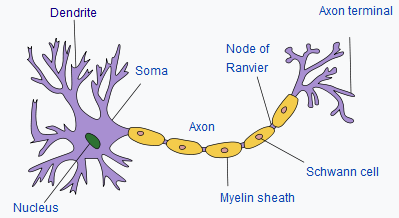 Dendrite
Axon terminal
Node of
Ranvier
Soma
Axon
Schwann cell
Myelin sheath
Nucleus